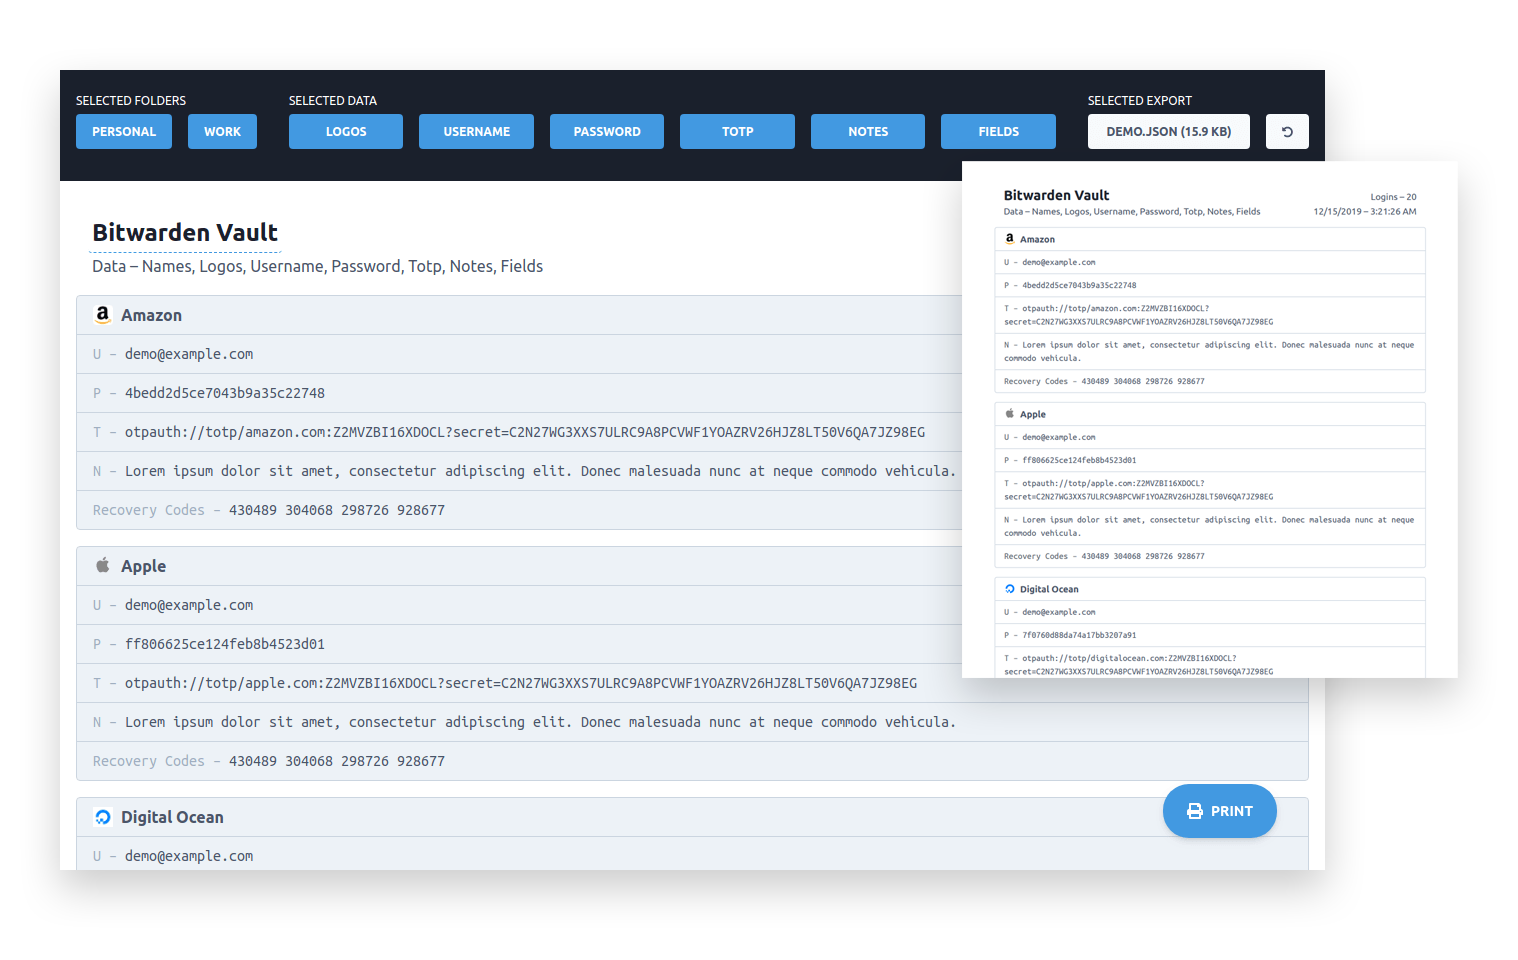 SELECTED FOLDERS
PERSONAL WORK
SELECTED DATA
LOGOS USERNAME PASSWORD TOTP NOTES FIELDS
SELECTED EXPORT
DEMO.JSON (15.9 KB)
Bitwarden Vault
Data – Names, Logos, Username, Password, Totp, Notes, Fields
Amazon
U – demo@example.com
P – 4bedd2d5ce7043b9a35c22748
T – otpauth://totp/amazon.com:Z2MVZBI16XDOCL?secret=C2N27WG3XXS7ULRC9A8PCVWF1YOAZRV26HJZ8LT50V6QA7JZ98EG
N – Lorem ipsum dolor sit amet, consectetur adipiscing elit. Donec malesuada nunc at neque commodo vehicula.
Recovery Codes – 430489 304068 298726 928677
Apple
U – demo@example.com
P – ff806625ce124feb8b4523d01
T – otpauth://totp/apple.com:Z2MVZBI16XDOCL?secret=C2N27WG3XXS7ULRC9A8PCVWF1YOAZRV26HJZ8LT50V6QA7JZ98EG
N – Lorem ipsum dolor sit amet, consectetur adipiscing elit. Donec malesuada nunc at neque commodo vehicula.
Recovery Codes – 430489 304068 298726 928677
Digital Ocean
U – demo@example.com
PRINT
Bitwarden Vault
Logins – 20
Data – Names, Logos, Username, Password, Totp, Notes, Fields
12/15/2019 – 3:21:26 AM
Amazon
U – demo@example.com
P – 4bedd2d5ce7043b9a35c22748
T – otpauth://totp/amazon.com:Z2MVZBI16XDOCL?
secret=C2N27WG3XXS7ULRC9A8PCVWF1YOAZRV26HJZ8LT50V6QA7JZ98EG
N – Lorem ipsum dolor sit amet, consectetur adipiscing elit. Donec malesuada nunc at neque
commodo vehicula.
Recovery Codes – 430489 304068 298726 928677
Apple
U – demo@example.com
P – ff806625ce124feb8b4523d01
T – otpauth://totp/apple.com:Z2MVZBI16XDOCL?
secret=C2N27WG3XXS7ULRC9A8PCVWF1YOAZRV26HJZ8LT50V6QA7JZ98EG
N – Lorem ipsum dolor sit amet, consectetur adipiscing elit. Donec malesuada nunc at neque
commodo vehicula.
Recovery Codes – 430489 304068 298726 928677
Digital Ocean
U – demo@example.com
P – 7f0760d88da74a17bb3207a91
T – otpauth://totp/digitalocean.com:Z2MVZBI16XDOCL?
secret=C2N27WG3XXS7ULRC9A8PCVWF1YOAZRV26HJZ8LT50V6QA7JZ98EG